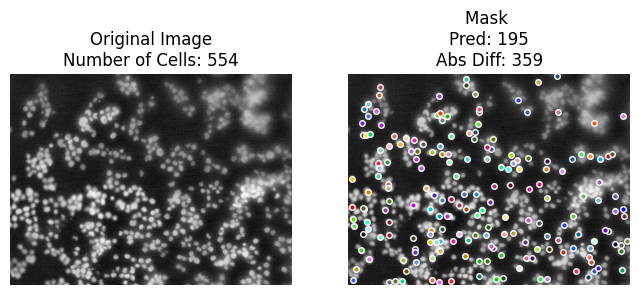 Original Image
Number of Cells: 554
Mask
Pred: 195
Abs Diff: 359